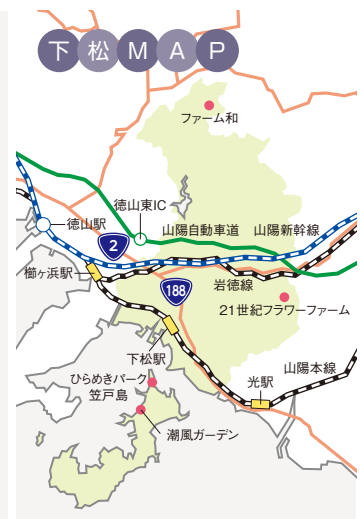 下松MAP
ファーム和
徳山東IC
徳山駅
2
山陽自動車道
山陽新幹線
櫛ヶ浜駅
188
岩徳線
21世紀フラワーファーム
下松駅
山陽本線
ひらめきパーク
笠戸島
光駅
潮風ガーデン